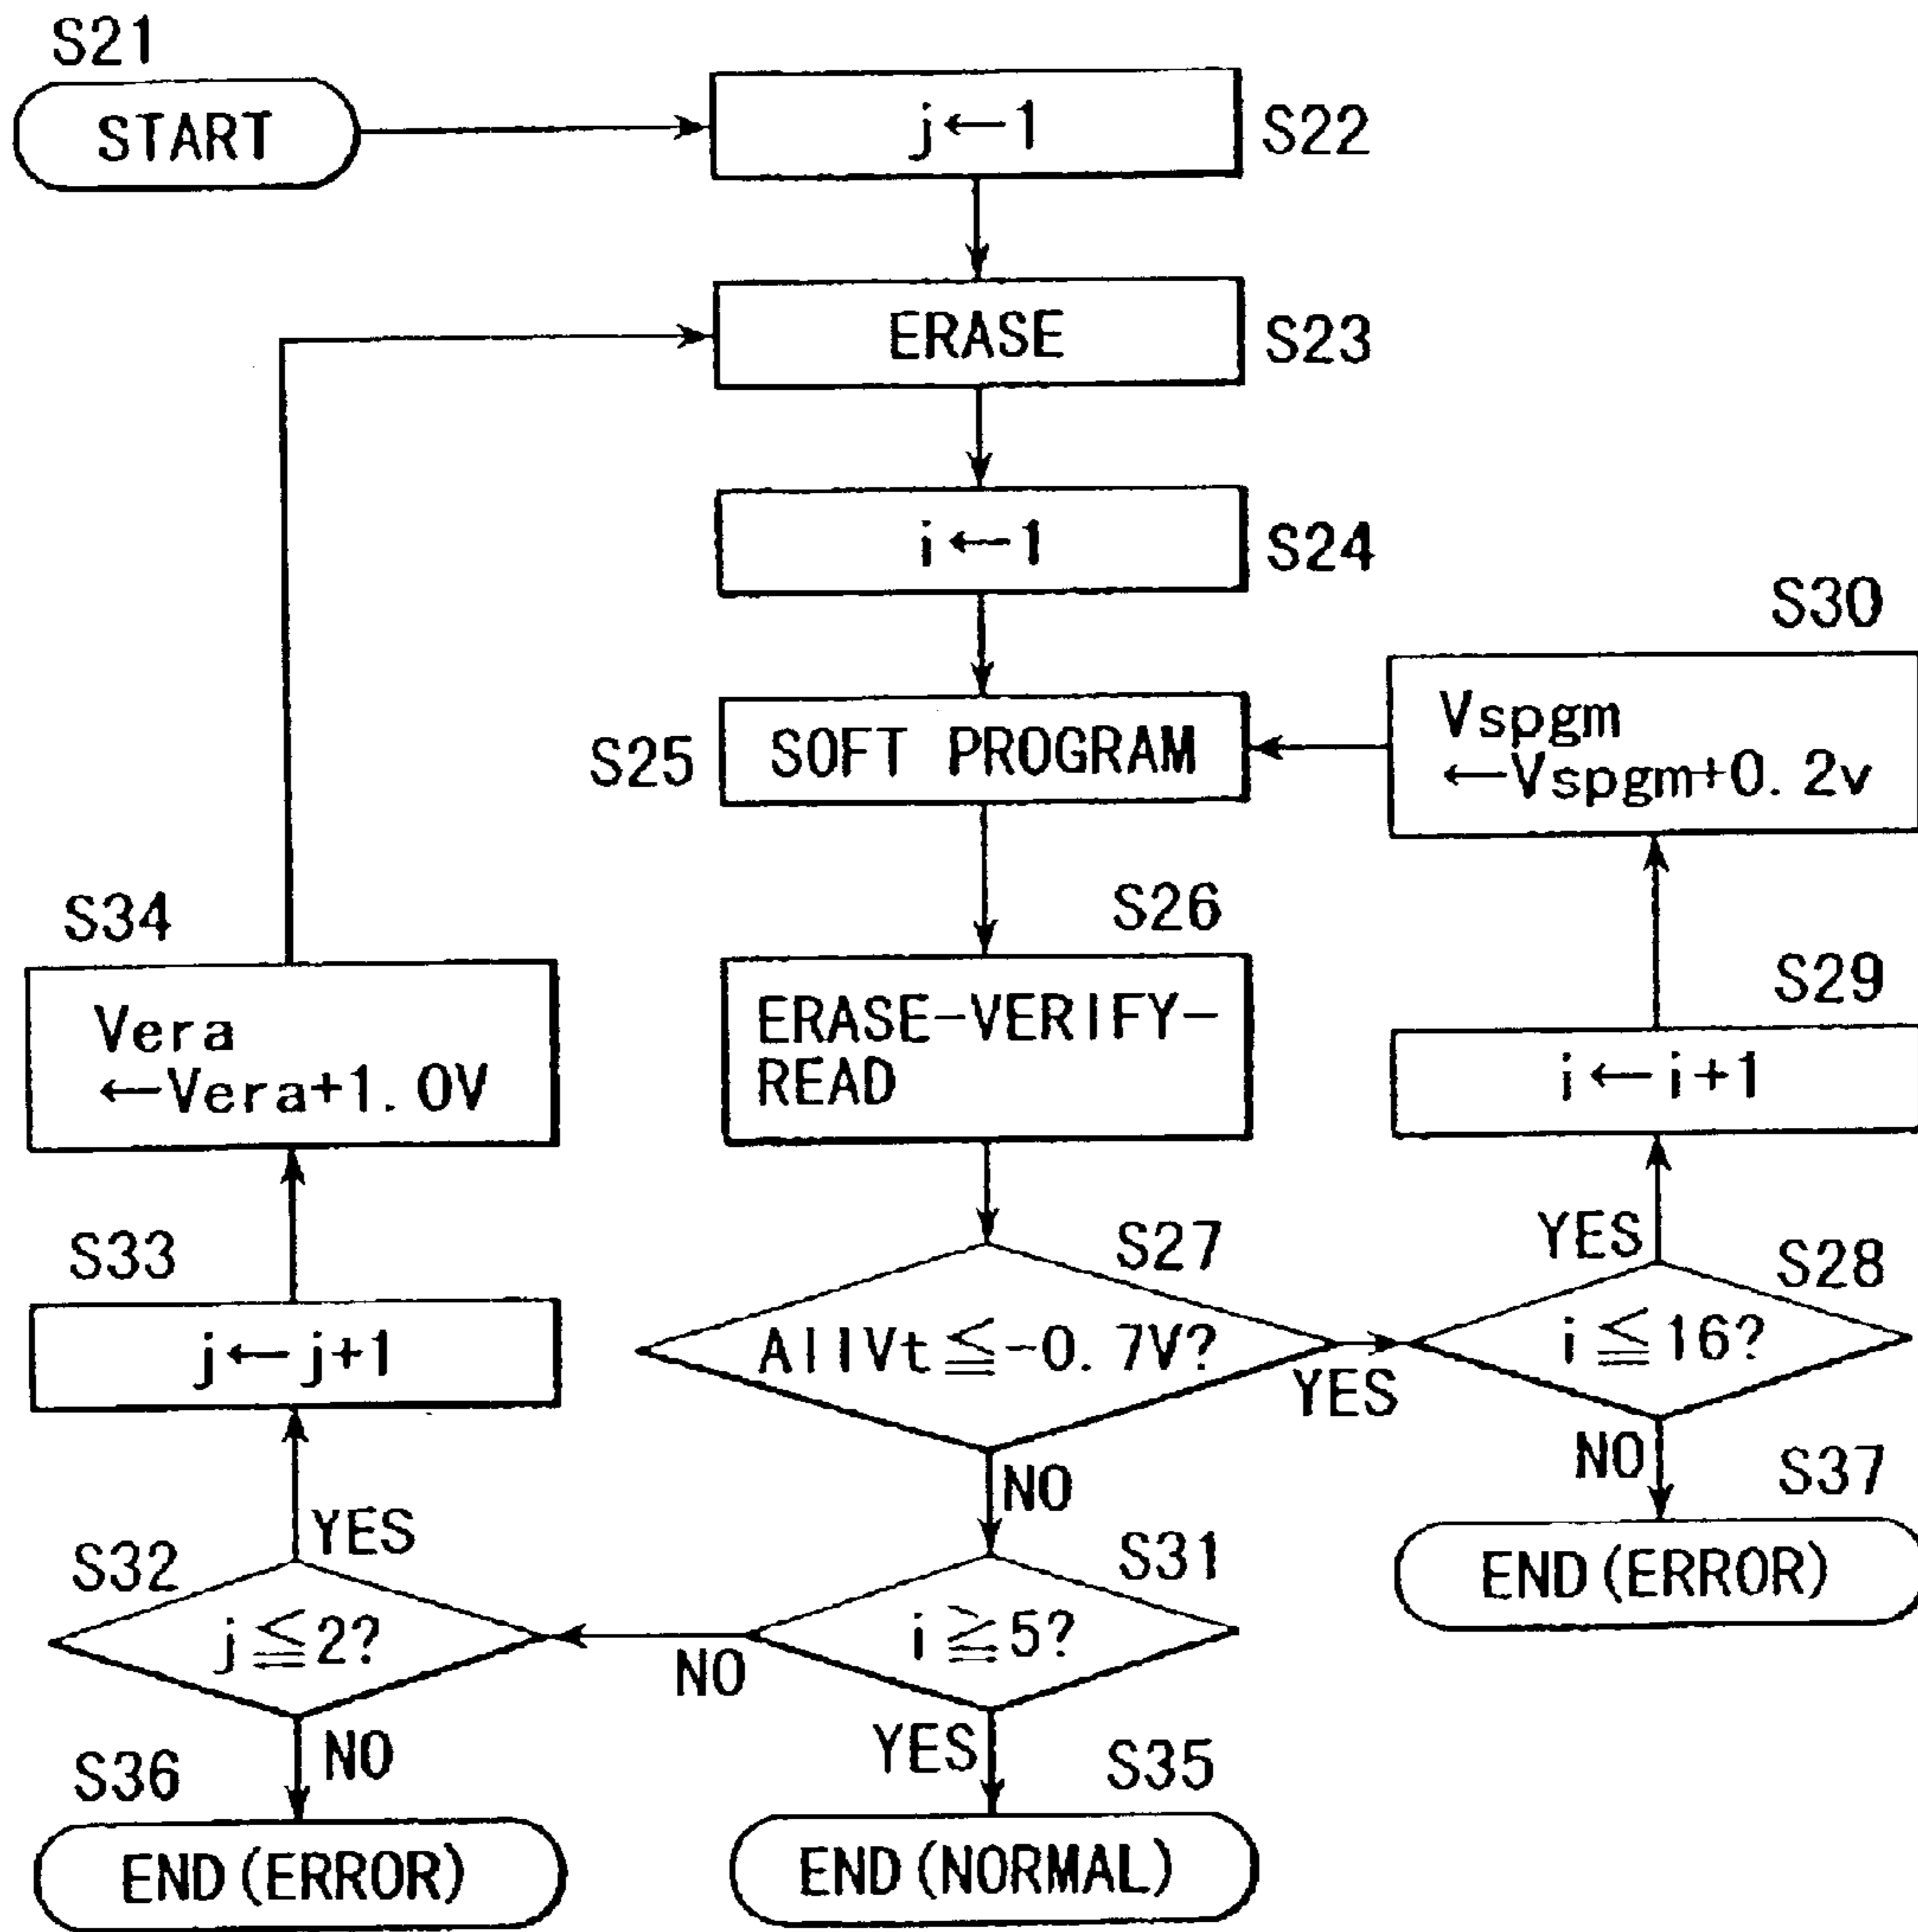 S21
START
j←1
S22
ERASE
S23
i←1
S24
S30
Vspgm
←Vspgm+0.2v
S25
SOFT PROGRAM
S26
ERASE-VERIFY-
READ
S34
Vera
←Vera+1.0V
S29
i←i+1
S33
j←j+1
S27
AllVt≦-0.7V?
YES
NO
YES
S28
i≦16?
NO
S37
END(ERROR)
S32
YES
j≦2?
S31
i≧5?
NO
NO
YES
S36
END(ERROR)
S35
END(NORMAL)